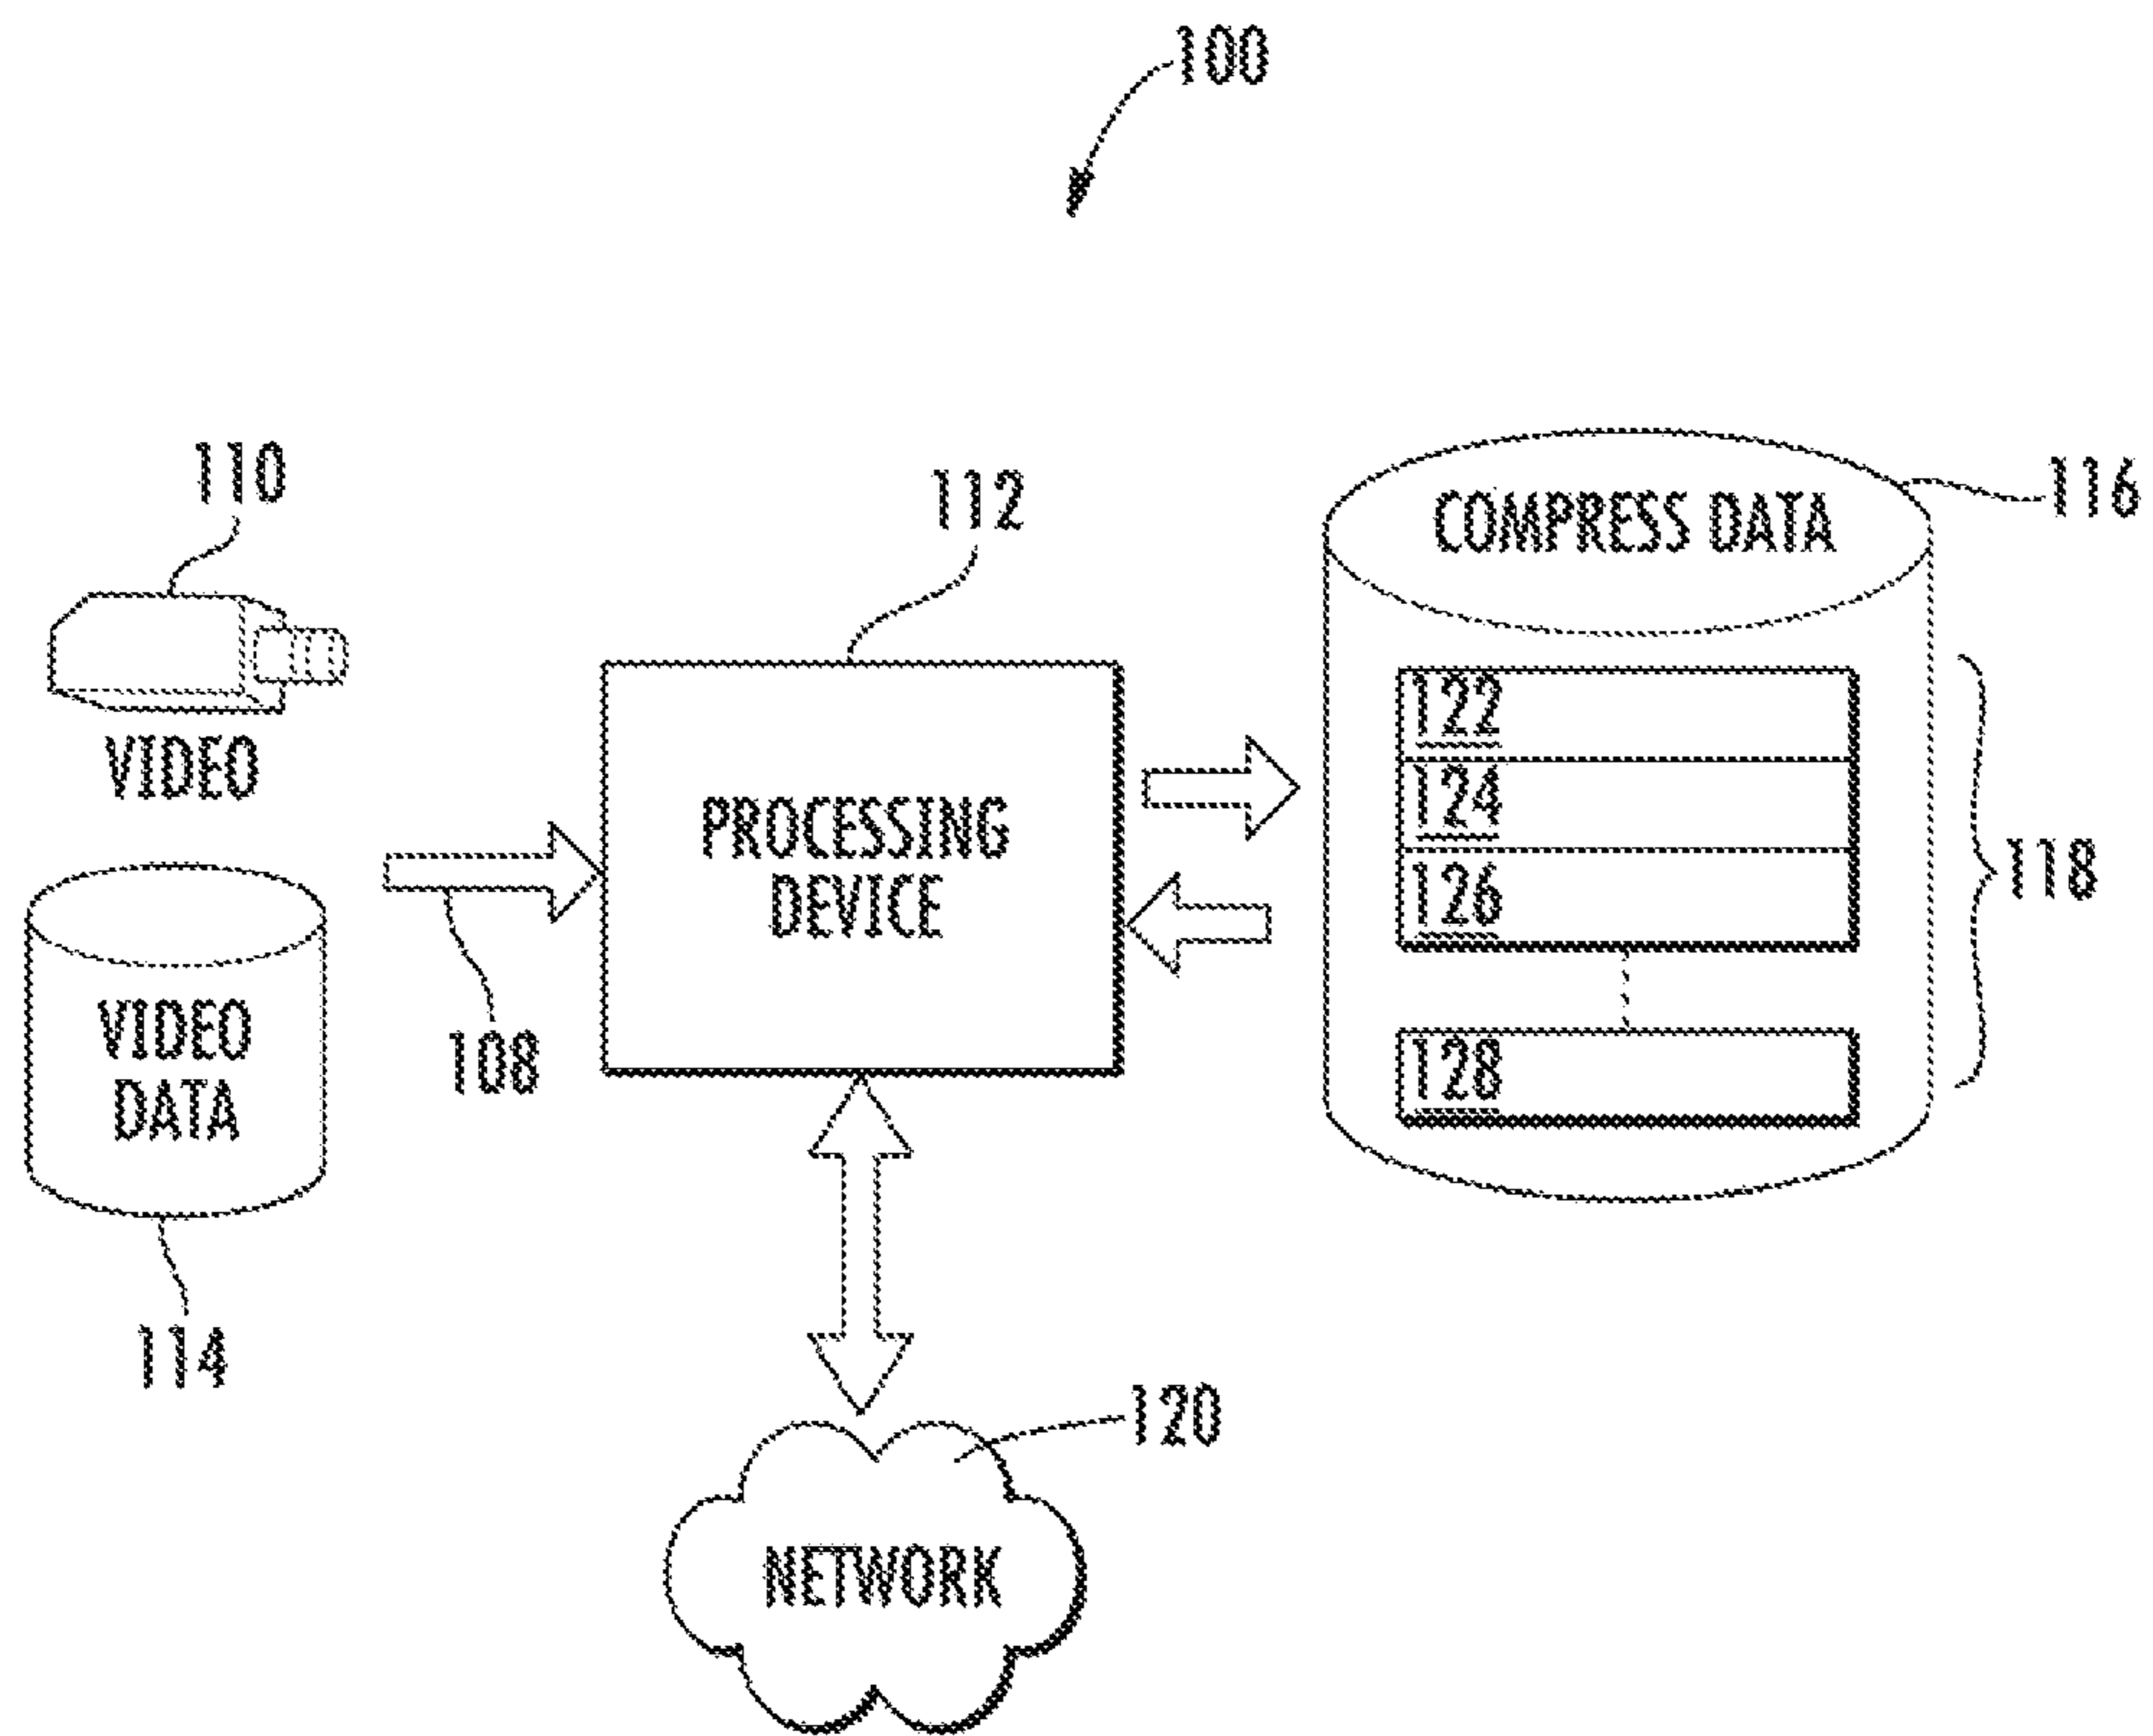 100
110
112
116
COMPRESS DATA
122
124
126
128
118
VIDEO
PROCESSING
DEVICE
108
VIDEO
DATA
114
120
NETWORK